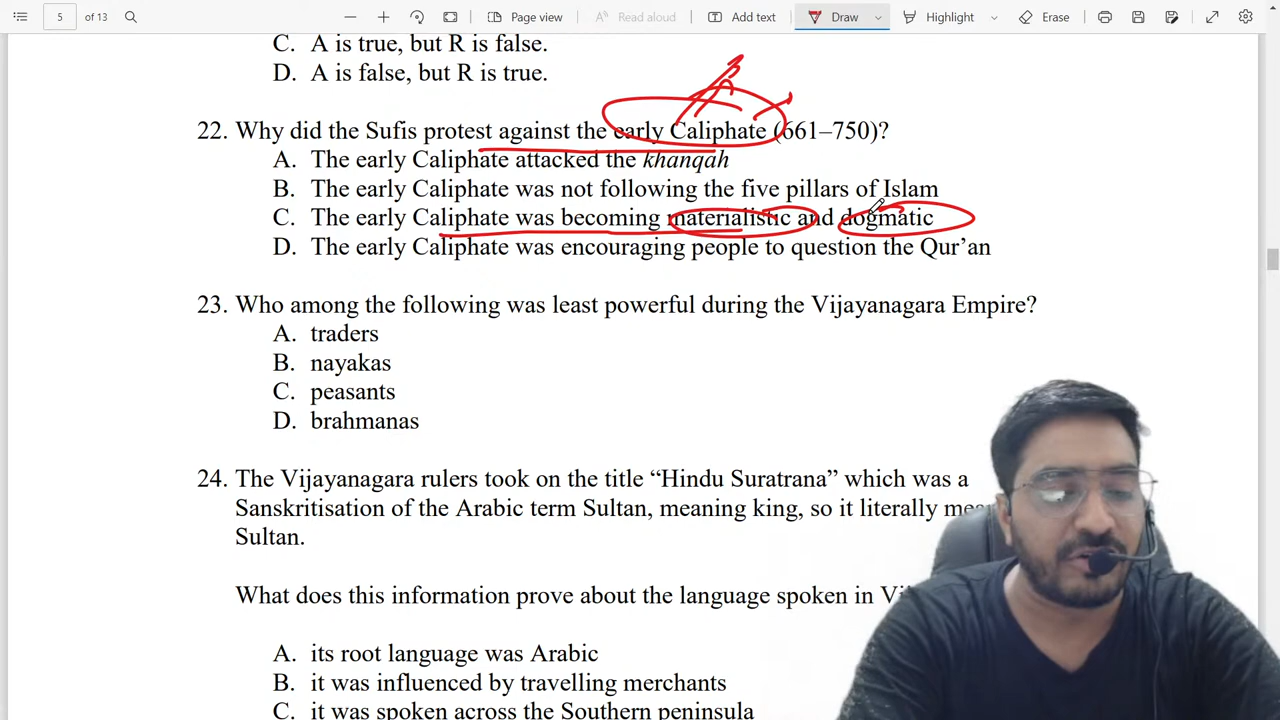 5 of 13 Page view Read aloud Add text Draw Highlight Erase
C. A is true, but R is false.
D. A is false, but R is true.
22. Why did the Sufis protest against the early Caliphate (661–750)?
A. The early Caliphate attacked the khanqah
B. The early Caliphate was not following the five pillars of Islam
C. The early Caliphate was becoming materialistic and dogmatic
D. The early Caliphate was encouraging people to question the Qur’an
23. Who among the following was least powerful during the Vijayanagara Empire?
A. traders
B. nayakas
C. peasants
D. brahmanas
24. The Vijayanagara rulers took on the title “Hindu Suratrana” which was a
Sanskritisation of the Arabic term Sultan, meaning king, so it literally
Sultan.
What does this information prove about the language spoken in
A. its root language was Arabic
B. it was influenced by travelling merchants
C. it was spoken across the Southern peninsula